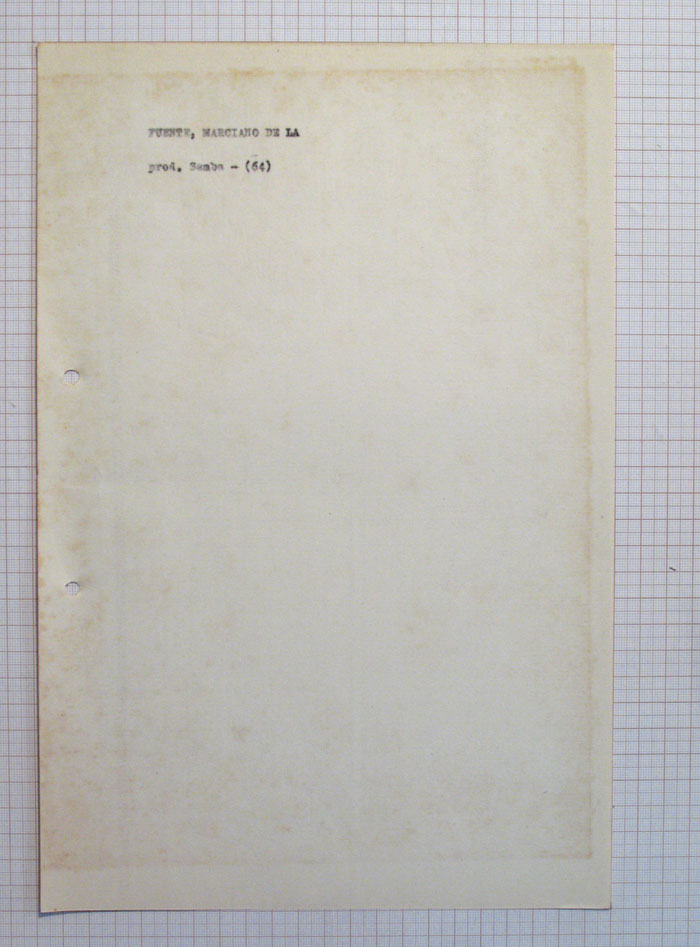 FUENTE, MARCIANO DE LA
prod. Samba - (64)